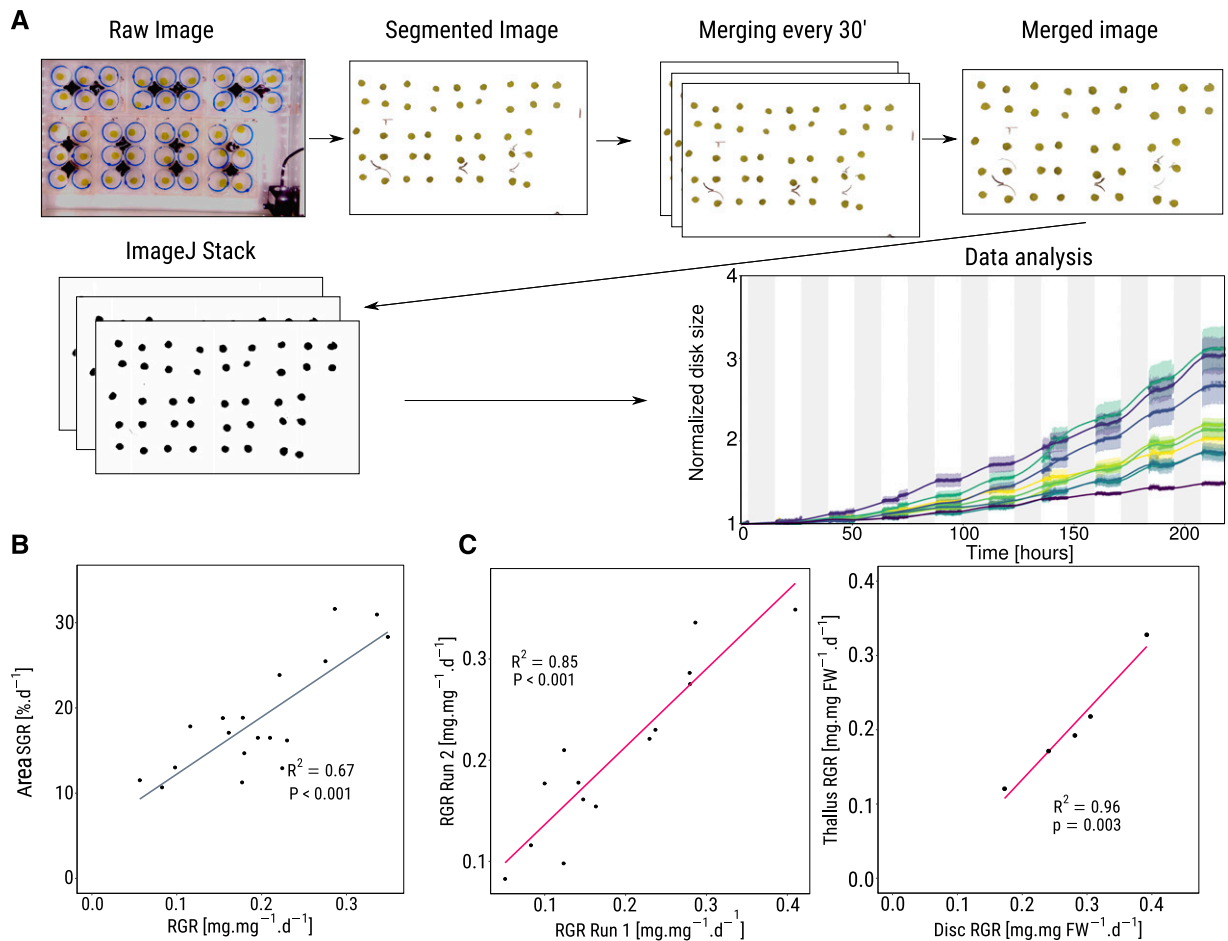 A
Raw Image
Segmented Image
Merging every 30'
Merged image
ImageJ Stack
Data analysis
Normalized disk size
4
3
2
1
0
50
100
150
200
Time [hours]
B
Area SGR [%.d⁻¹]
30
20
10
0
R² = 0.67
P < 0.001
0.0
0.1
0.2
0.3
RGR [mg.mg⁻¹.d⁻¹]
C
RGR Run 2 [mg.mg⁻¹.d⁻¹]
0.3
0.2
0.1
R² = 0.85
P < 0.001
0.1
0.2
0.3
0.4
RGR Run 1 [mg.mg⁻¹.d⁻¹]
Thallus RGR [mg.mg FW⁻¹.d⁻¹]
0.4
0.3
0.2
0.1
0.0
R² = 0.96
p = 0.003
0.0
0.1
0.2
0.3
0.4
Disc RGR [mg.mg FW⁻¹.d⁻¹]